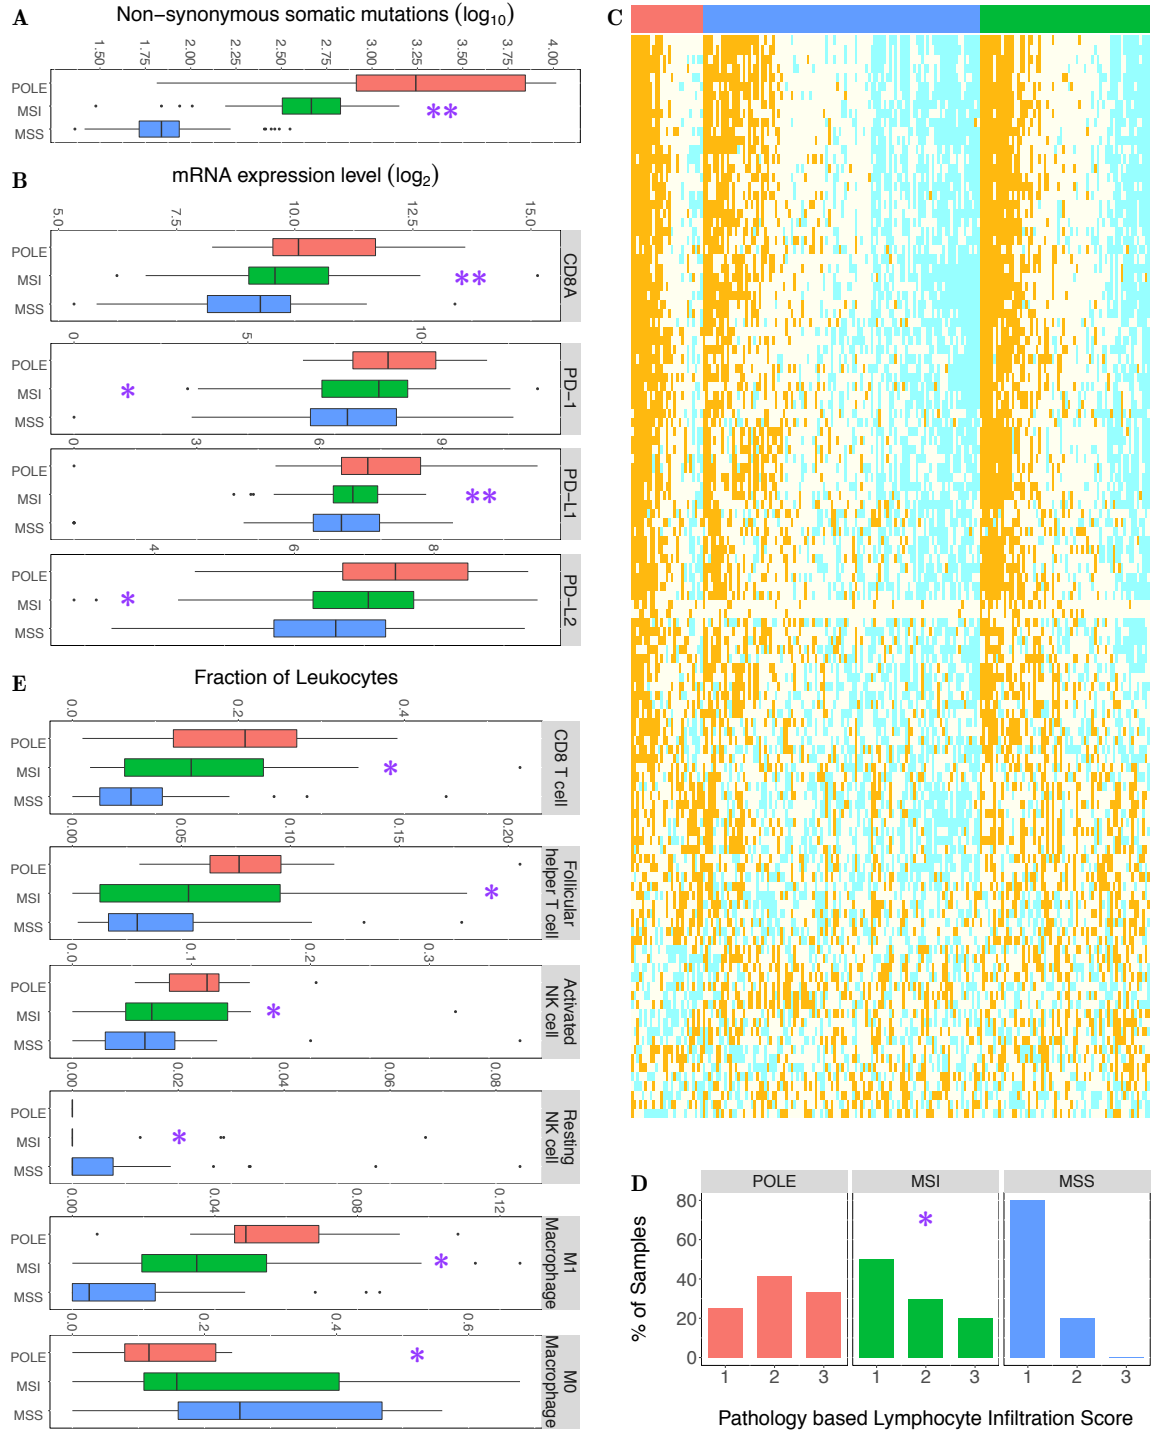 A
Non−synonymous somatic mutations (log10)
1.50 1.75 2.00 2.25 2.50 2.75 3.00 3.25 3.50 3.75 4.00
POLE
MSI
**
MSS
B
mRNA expression level (log2)
5.0 7.5 10.0 12.5 15.0
POLE
MSI
**
MSS
CD8A
0 5 10
POLE
MSI
*
MSS
PD−1
0 3 6 9
POLE
MSI
**
MSS
PD−L1
4 6 8
POLE
MSI
*
MSS
PD−L2
E
Fraction of Leukocytes
0.0 0.2 0.4
POLE
MSI
*
MSS
CD8 T cell
0.00 0.05 0.10 0.15 0.20
POLE
MSI
*
MSS
Follicular
helper T cell
0.0 0.1 0.2 0.3
POLE
MSI
*
MSS
Activated
NK cell
0.00 0.02 0.04 0.06 0.08
POLE
MSI
*
MSS
Resting
NK cell
0.00 0.04 0.08 0.12
POLE
MSI
*
MSS
M1
Macrophage
0.0 0.2 0.4 0.6
POLE
*
MSI
MSS
M0
Macrophage
C
D
POLE MSI MSS
*
% of Samples
80
60
40
20
0
1 2 3 1 2 3 1 2 3
Pathology based Lymphocyte Infiltration Score